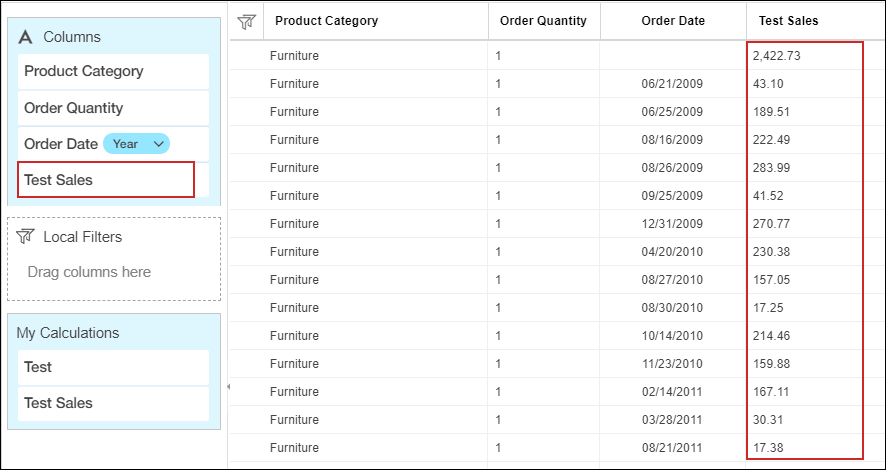 Columns
Product Category
Order Quantity
Order Date Year
Test Sales
Local Filters
Drag columns here
My Calculations
Test
Test Sales
Product Category Order Quantity Order Date Test Sales
Furniture 1 2,422.73
Furniture 1 06/21/2009 43.10
Furniture 1 06/25/2009 189.51
Furniture 1 08/16/2009 222.49
Furniture 1 08/26/2009 283.99
Furniture 1 09/25/2009 41.52
Furniture 1 12/31/2009 270.77
Furniture 1 04/20/2010 230.38
Furniture 1 08/27/2010 157.05
Furniture 1 08/30/2010 17.25
Furniture 1 10/14/2010 214.46
Furniture 1 11/23/2010 159.88
Furniture 1 02/14/2011 167.11
Furniture 1 03/28/2011 30.31
Furniture 1 08/21/2011 17.38